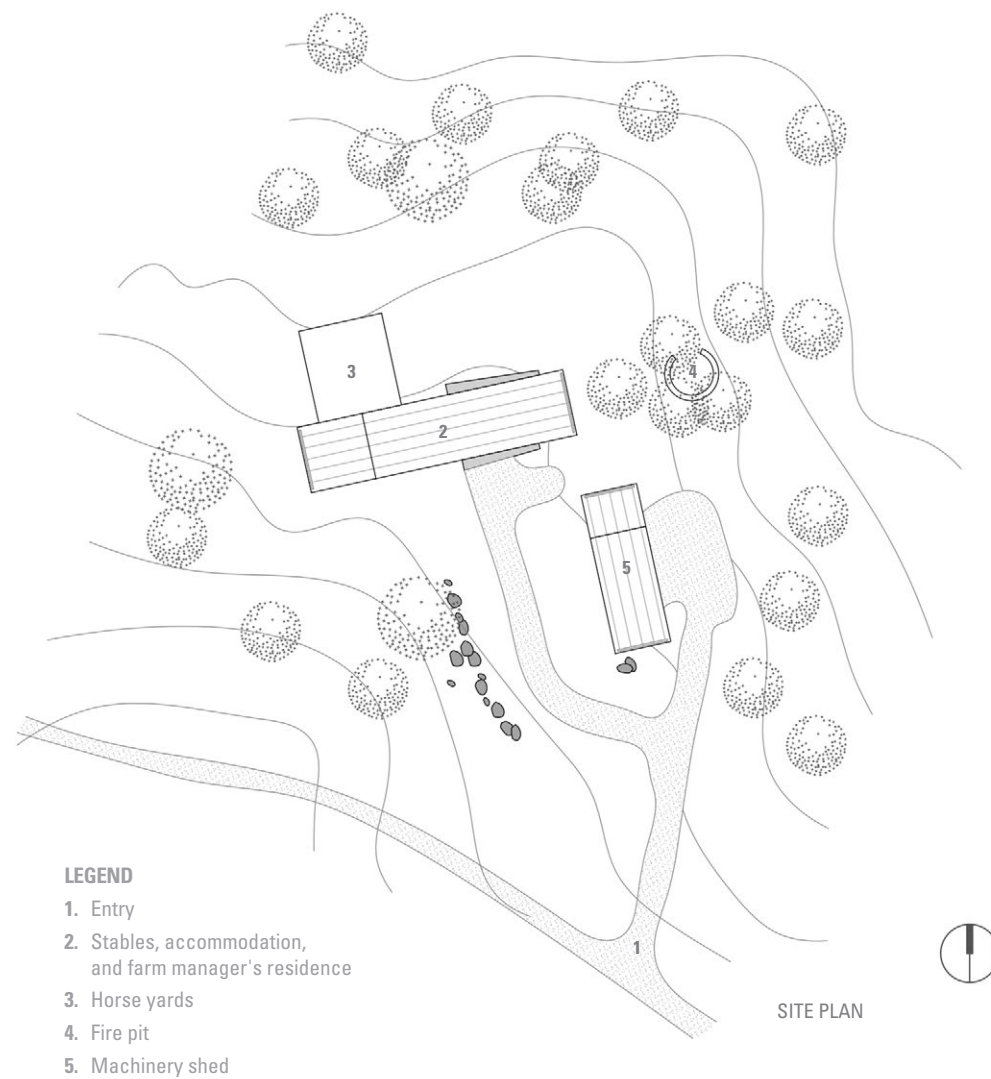 3
4
2
5
LEGEND
1. Entry
2. Stables, accommodation,
and farm manager's residence
3. Horse yards
4. Fire pit
5. Machinery shed
1
SITE PLAN